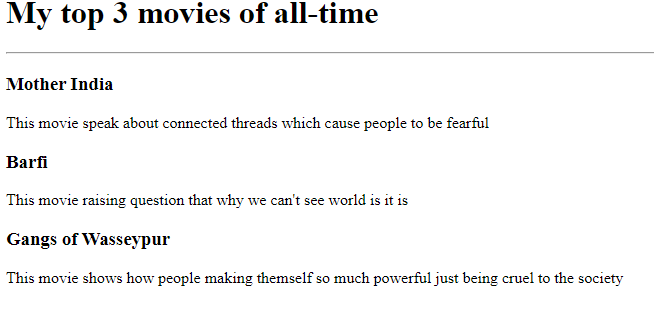 My top 3 movies of all-time
Mother India
This movie speak about connected threads which cause people to be fearful
Barfi
This movie raising question that why we can't see world is it is
Gangs of Wasseypur
This movie shows how people making themself so much powerful just being cruel to the society